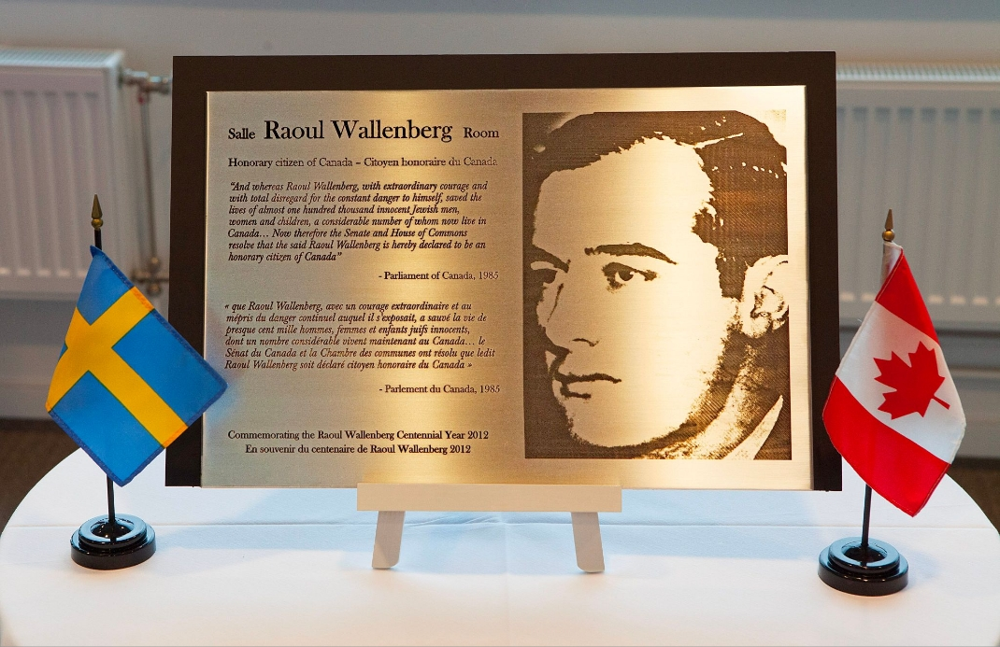 Salle Raoul Wallenberg Room
Honorary citizen of Canada – Citoyen honoraire du Canada
"And whereas Raoul Wallenberg, with extraordinary courage and
with total disregard for the constant danger to himself, saved the
lives of almost one hundred thousand innocent Jewish men,
women and children, a considerable number of whom now live in
Canada... Now therefore the Senate and House of Commons
resolve that the said Raoul Wallenberg is hereby declared to be an
honorary citizen of Canada"
- Parliament of Canada, 1985
« que Raoul Wallenberg, avec un courage extraordinaire et au
mépris du danger continuel auquel il s'exposait, a sauvé la vie de
presque cent mille hommes, femmes et enfants juifs innocents,
dont un nombre considérable vivent maintenant au Canada... le
Sénat du Canada et la Chambre des communes ont résolu que ledit
Raoul Wallenberg soit déclaré citoyen honoraire du Canada »
- Parlement du Canada, 1985
Commemorating the Raoul Wallenberg Centennial Year 2012
En souvenir du centenaire de Raoul Wallenberg 2012